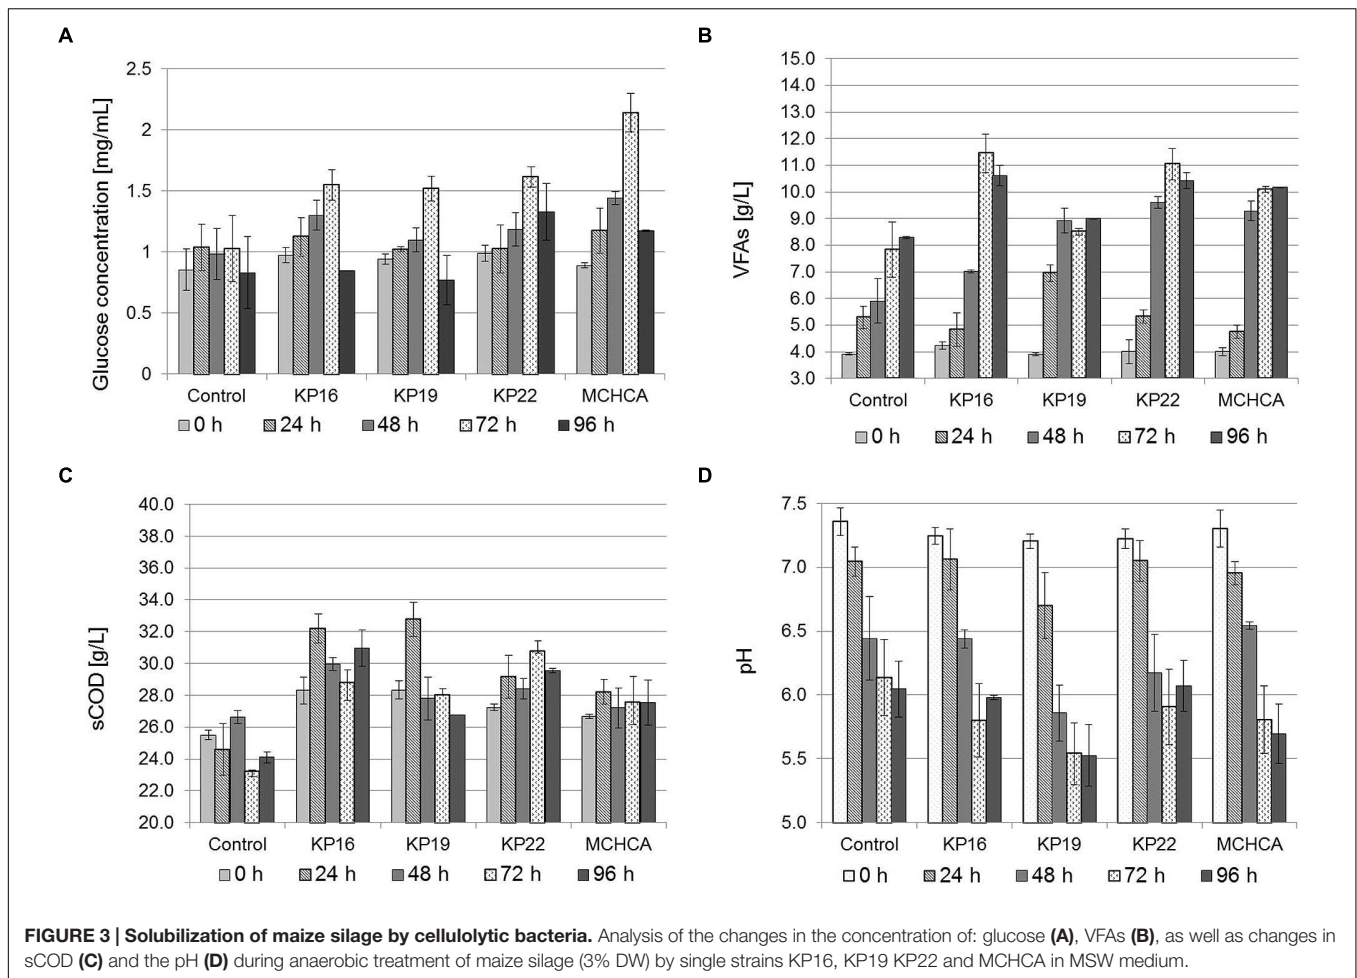 A
Glucose concentration [mg/mL]
2.5
2
1.5
1
0.5
0
Control KP16 KP19 KP22 MCHCA
0 h 24 h 48 h 72 h 96 h
B
VFAs [g/L]
15.0
14.0
13.0
12.0
11.0
10.0
9.0
8.0
7.0
6.0
5.0
4.0
3.0
Control KP16 KP19 KP22 MCHCA
0 h 24 h 48 h 72 h 96 h
C
sCOD [g/L]
40.0
38.0
36.0
34.0
32.0
30.0
28.0
26.0
24.0
22.0
20.0
Control KP16 KP19 KP22 MCHCA
0 h 24 h 48 h 72 h 96 h
D
pH
7.5
7.0
6.5
6.0
5.5
5.0
Control KP16 KP19 KP22 MCHCA
0 h 24 h 48 h 72 h 96 h
FIGURE 3 | Solubilization of maize silage by cellulolytic bacteria. Analysis of the changes in the concentration of: glucose (A), VFAs (B), as well as changes in
sCOD (C) and the pH (D) during anaerobic treatment of maize silage (3% DW) by single strains KP16, KP19 KP22 and MCHCA in MSW medium.